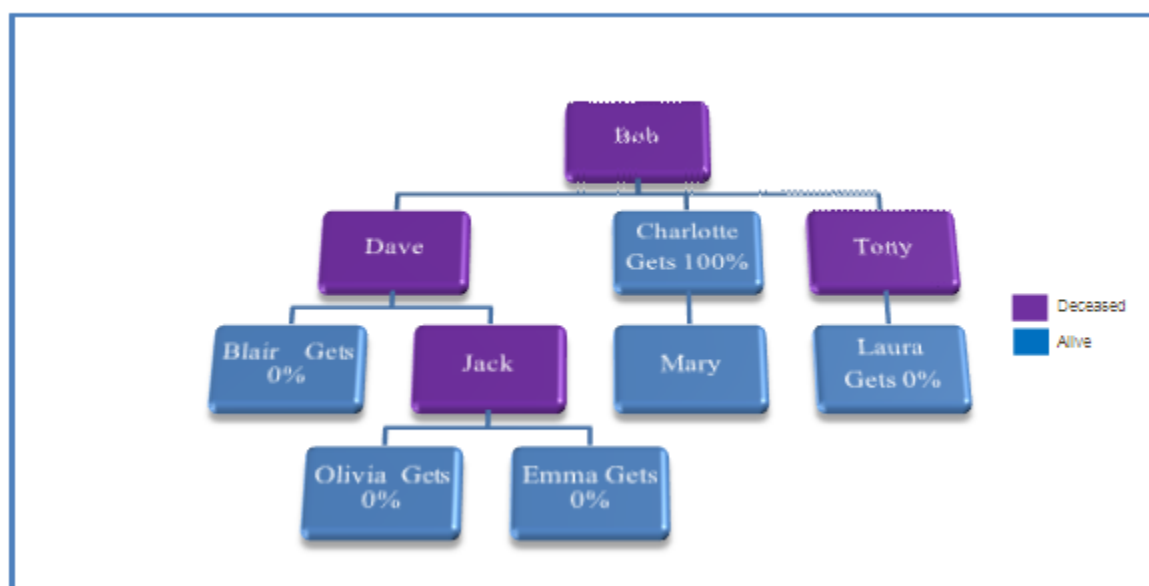 Bob
Dave
Charlotte
Gets 100%
Tony
Deceased
Alive
Blair Gets
0%
Jack
Mary
Laura
Gets 0%
Olivia Gets
0%
Emma Gets
0%